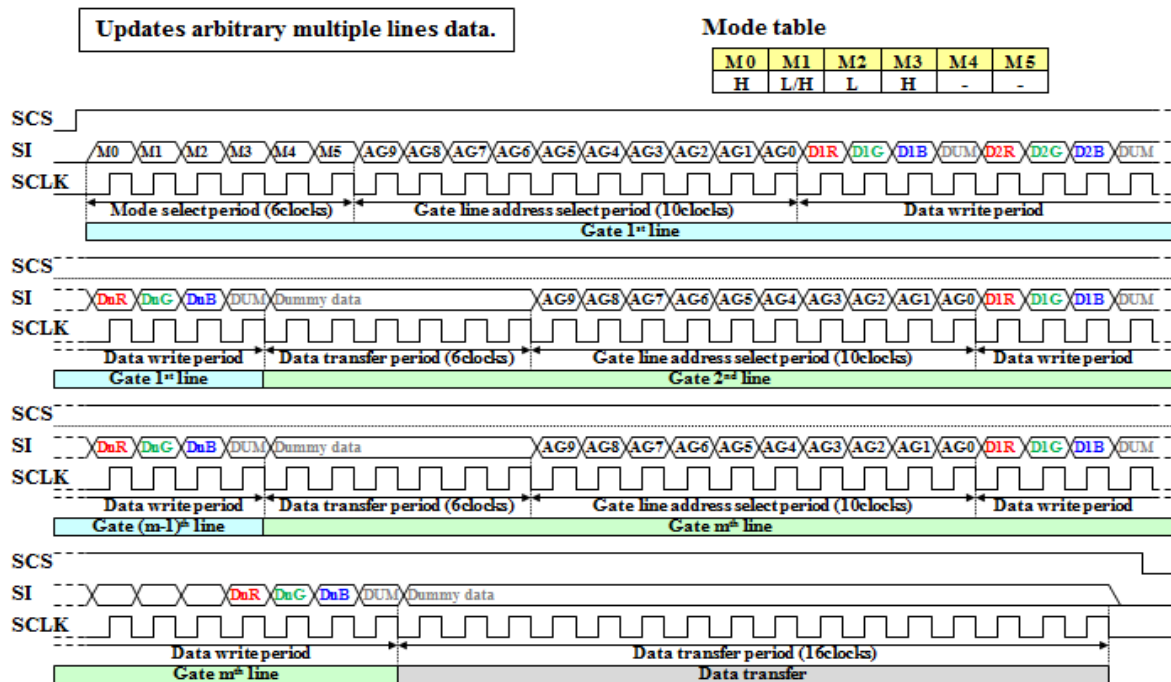 Updates arbitrary multiple lines data.
Mode table
M0 M1 M2 M3 M4 M5
H L/H L H - -
SCS
SI M0 M1 M2 M3 M4 M5 AG9 AG8 AG7 AG6 AG5 AG4 AG3 AG2 AG1 AG0 D1R D1G D1B DUM D2R D2G D2B DUM
SCLK
Mode select period (6clocks) Gate line address select period (10clocks) Data write period
Gate 1st line
SCS
SI DnR DnG DnB DUM Dummy data AG9 AG8 AG7 AG6 AG5 AG4 AG3 AG2 AG1 AG0 D1R D1G D1B DUM
SCLK
Data write period Data transfer period (6clocks) Gate line address select period (10clocks) Data write period
Gate 1st line Gate 2nd line
SCS
SI DnR DnG DnB DUM Dummy data AG9 AG8 AG7 AG6 AG5 AG4 AG3 AG2 AG1 AG0 D1R D1G D1B DUM
SCLK
Data write period Data transfer period (6clocks) Gate line address select period (10clocks) Data write period
Gate (m-1)th line Gate mth line
SCS
SI DnR DnG DnB DUM Dummy data
SCLK
Data write period Data transfer period (16clocks)
Gate mth line Data transfer